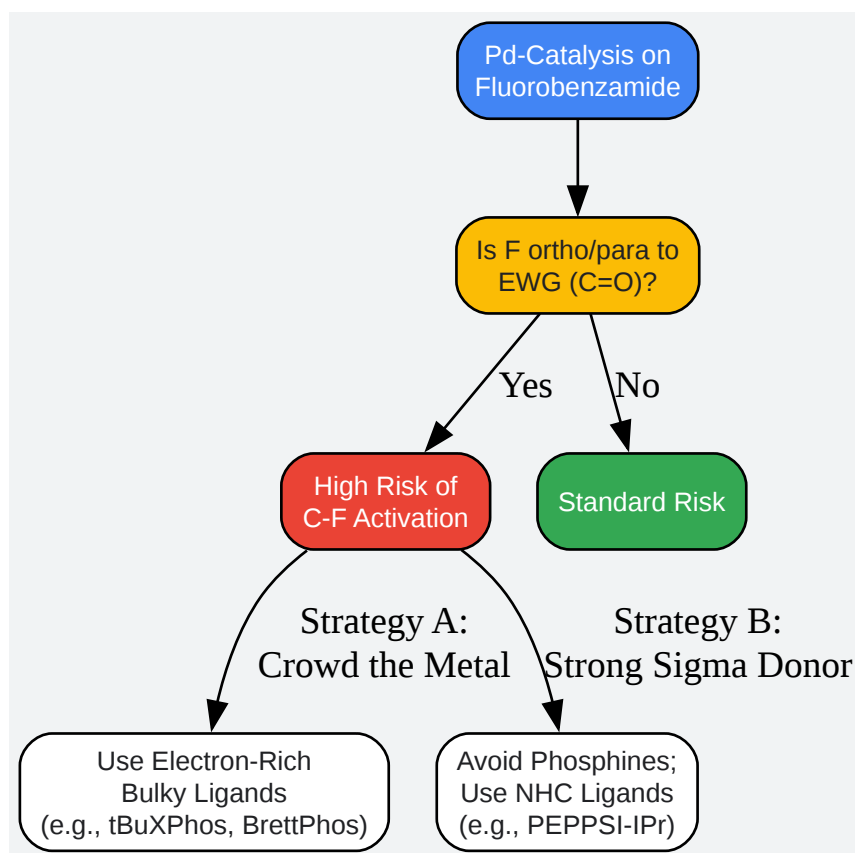 Pd-Catalysis on
Fluorobenzamide
Is F ortho/para to
EWG (C=O)?
Yes
No
High Risk of
C-F Activation
Standard Risk
Strategy A:
Crowd the Metal
Strategy B:
Strong Sigma Donor
Use Electron-Rich
Bulky Ligands
(e.g., tBuXPhos, BrettPhos)
Avoid Phosphines;
Use NHC Ligands
(e.g., PEPPSI-IPr)